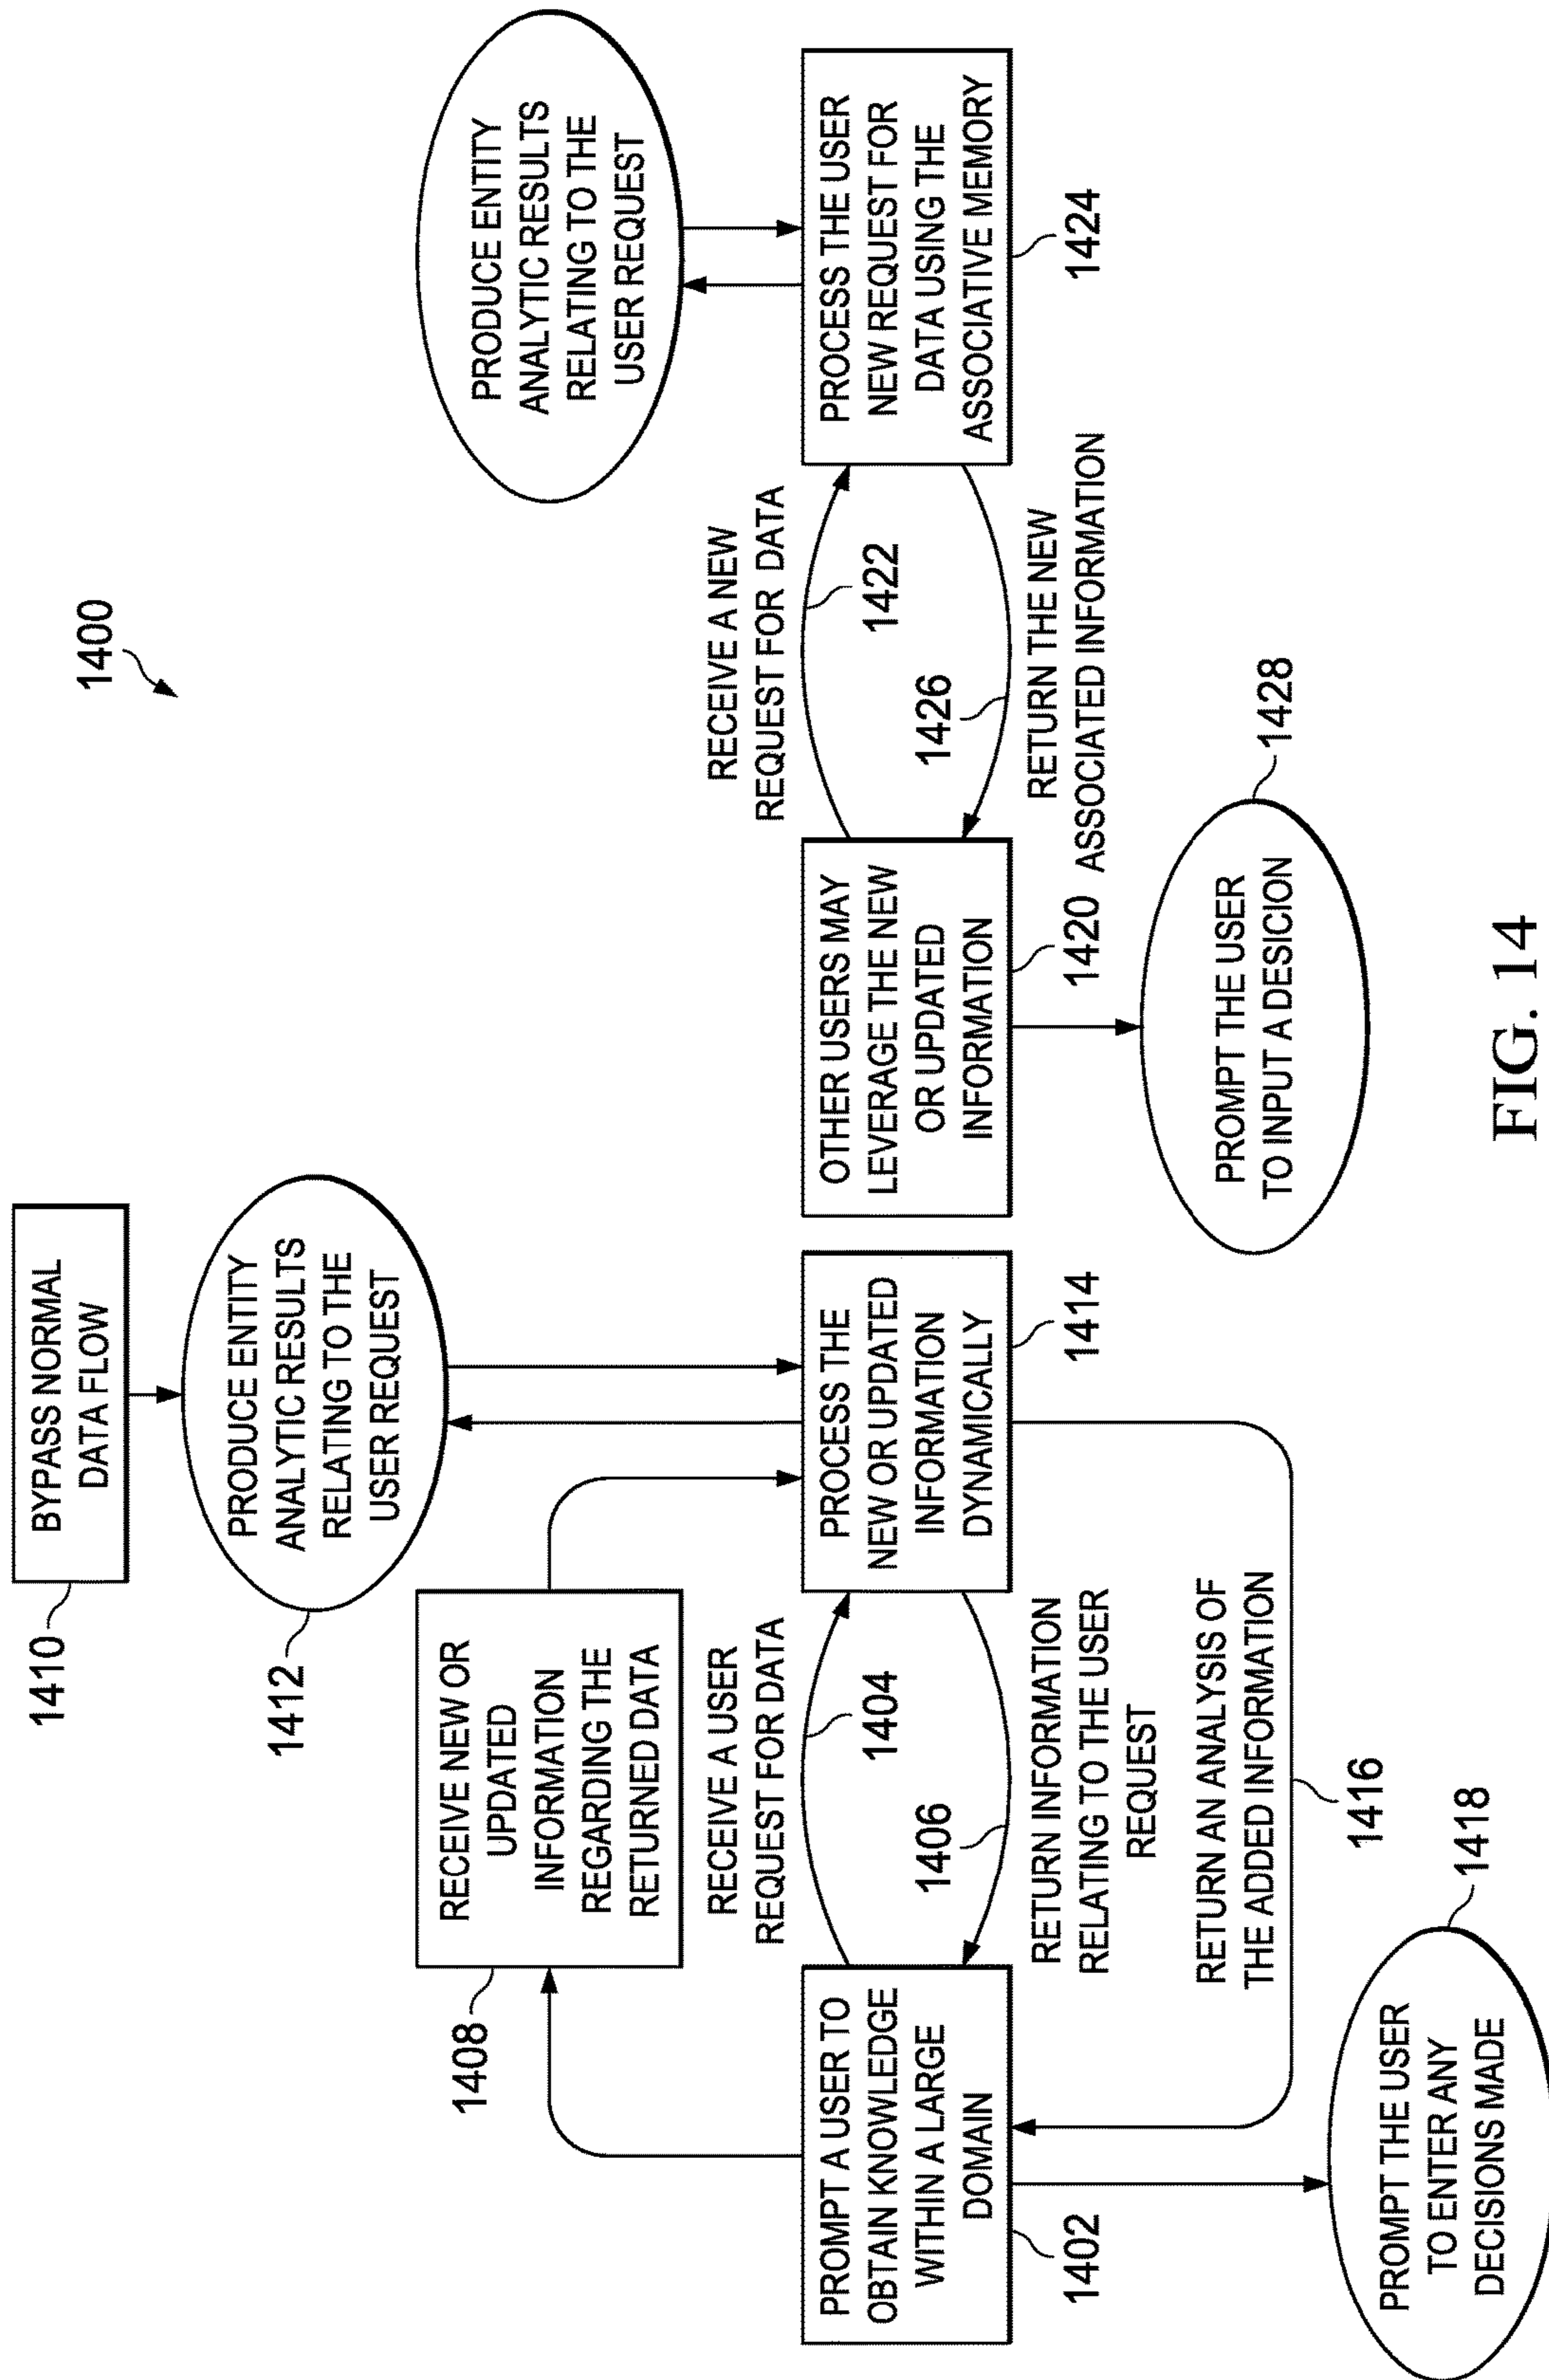 1400
1410
BYPASS NORMAL
DATA FLOW
1412
PRODUCE ENTITY
ANALYTIC RESULTS
RELATING TO THE
USER REQUEST
PRODUCE ENTITY
ANALYTIC RESULTS
RELATING TO THE
USER REQUEST
1408
RECEIVE NEW OR
UPDATED
INFORMATION
REGARDING THE
RETURNED DATA
RECEIVE A USER
REQUEST FOR DATA
1404
PROMPT A USER TO
OBTAIN KNOWLEDGE
WITHIN A LARGE
DOMAIN
1402
1406
RETURN INFORMATION
RELATING TO THE USER
REQUEST
PROCESS THE
NEW OR UPDATED
INFORMATION
DYNAMICALLY
1414
RETURN AN ANALYSIS OF
THE ADDED INFORMATION
1416
PROMPT THE USER
TO ENTER ANY
DECISIONS MADE
1418
OTHER USERS MAY
LEVERAGE THE NEW
OR UPDATED
INFORMATION
1420
RECEIVE A NEW
REQUEST FOR DATA
1422
1426
RETURN THE NEW
ASSOCIATED INFORMATION
PROCESS THE USER
NEW REQUEST FOR
DATA USING THE
ASSOCIATIVE MEMORY
1424
PROMPT THE USER
TO INPUT A DESICION
1428
FIG. 14